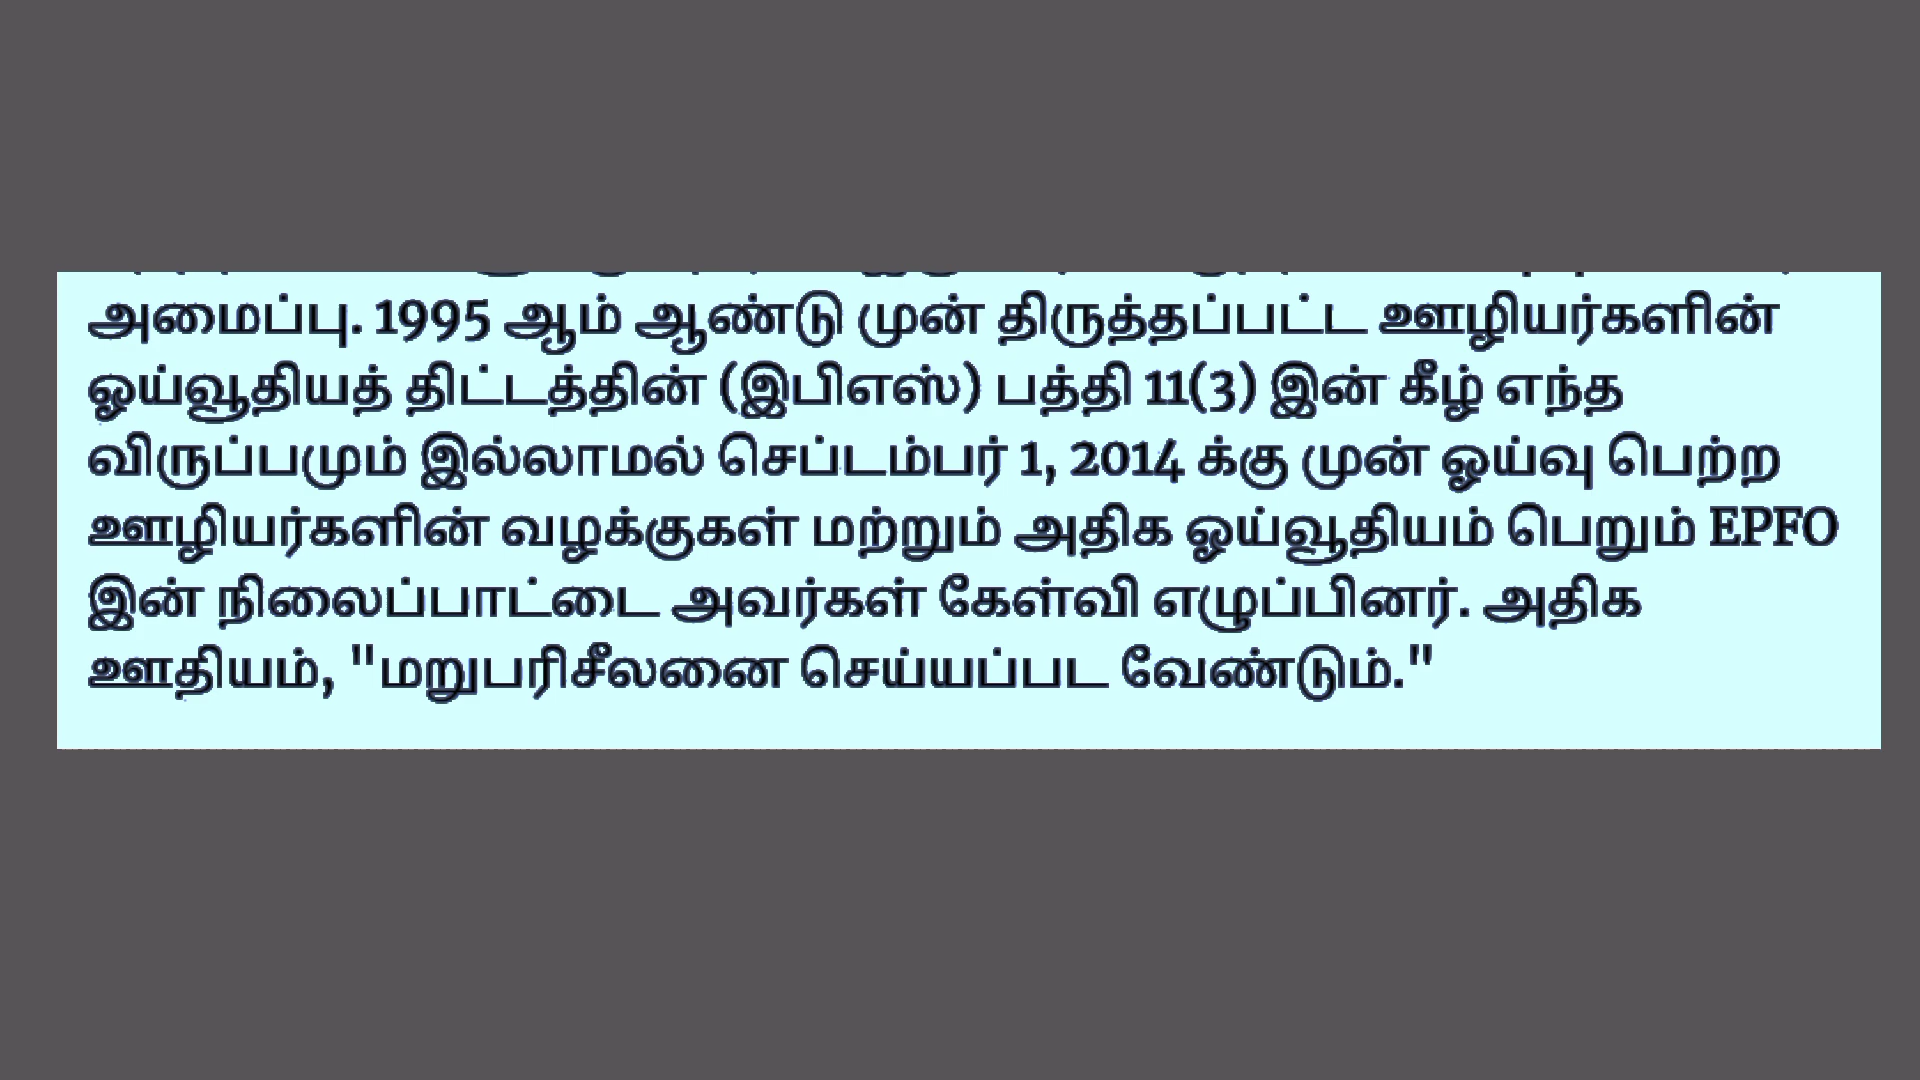 அமைப்பு. 1995 ஆம் ஆண்டு முன் திருத்தப்பட்ட ஊழியர்களின்
ஓய்வூதியத் திட்டத்தின் (இபிஎஸ்) பத்தி 11(3) இன் கீழ் எந்த
விருப்பமும் இல்லாமல் செப்டம்பர் 1, 2014 க்கு முன் ஓய்வு பெற்ற
ஊழியர்களின் வழக்குகள் மற்றும் அதிக ஓய்வூதியம் பெறும் EPFO
இன் நிலைப்பாட்டை அவர்கள் கேள்வி எழுப்பினர். அதிக
ஊதியம், "மறுபரிசீலனை செய்யப்பட வேண்டும்."